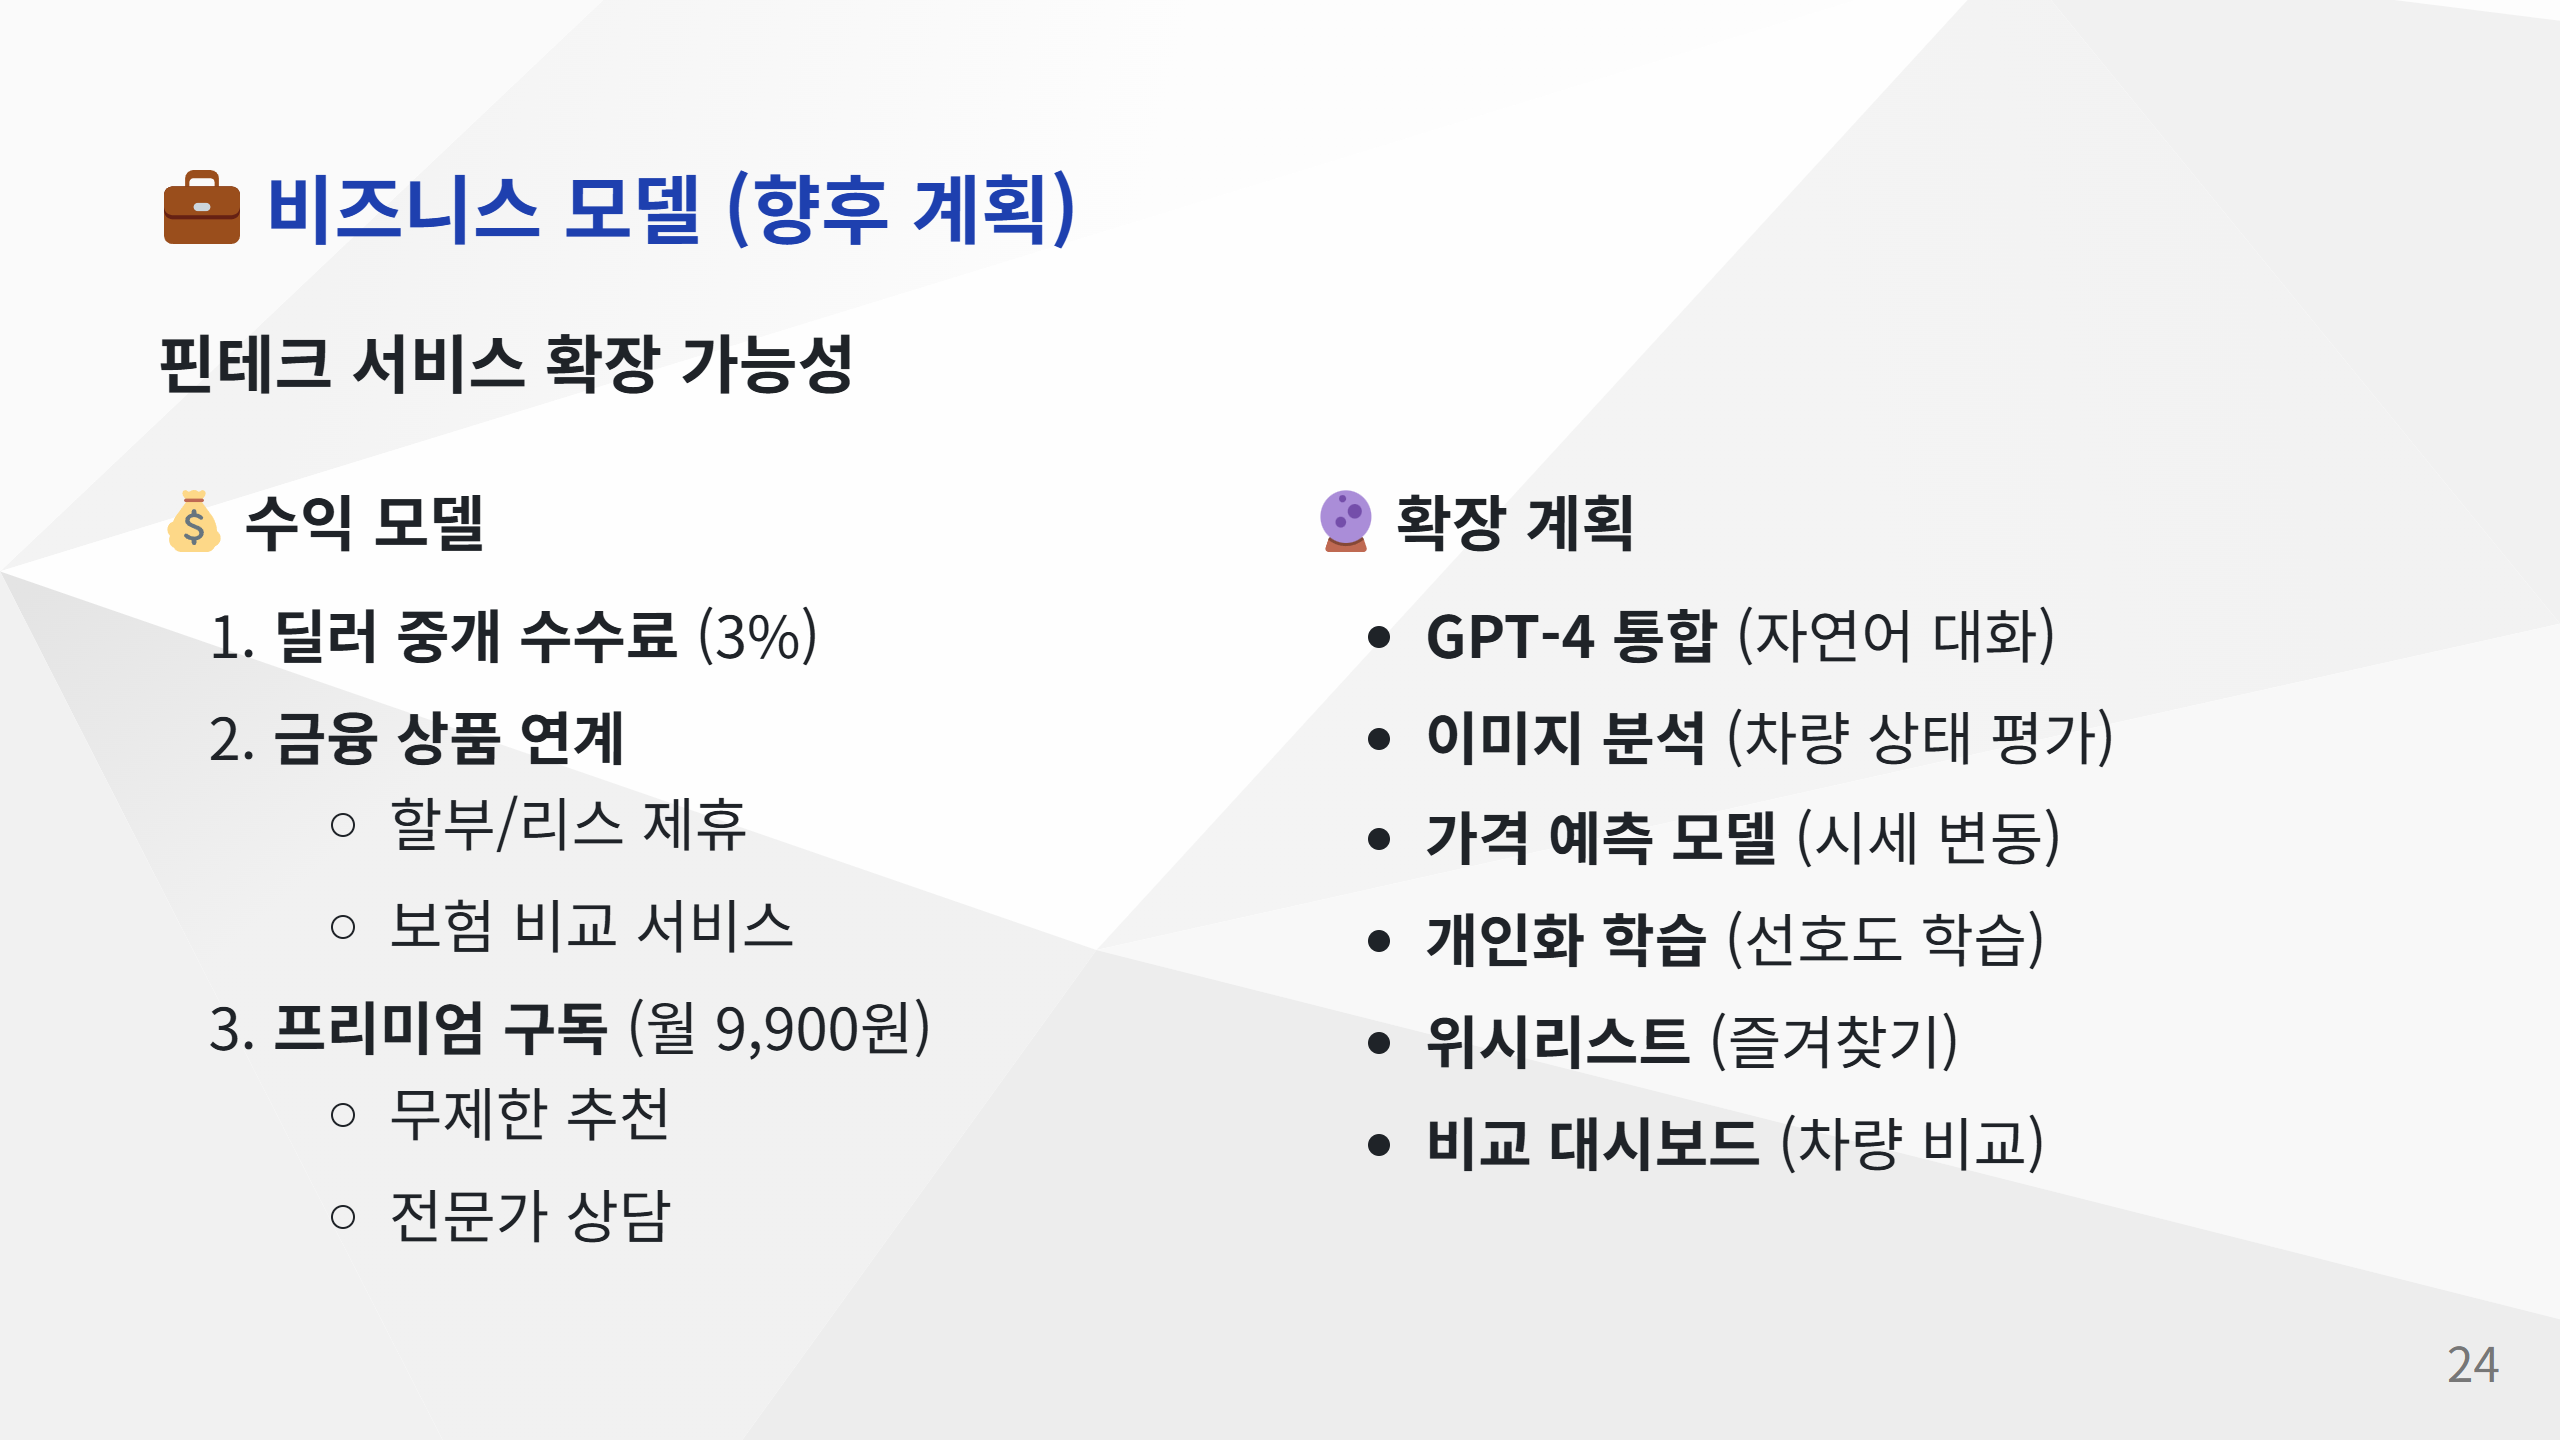 💼 비즈니스 모델 (향후 계획)
핀테크 서비스 확장 가능성
💰 수익 모델
1. 딜러 중개 수수료 (3%)
2. 금융 상품 연계
○ 할부/리스 제휴
○ 보험 비교 서비스
3. 프리미엄 구독 (월 9,900원)
○ 무제한 추천
○ 전문가 상담
🔮 확장 계획
● GPT-4 통합 (자연어 대화)
● 이미지 분석 (차량 상태 평가)
● 가격 예측 모델 (시세 변동)
● 개인화 학습 (선호도 학습)
● 위시리스트 (즐겨찾기)
● 비교 대시보드 (차량 비교)
24